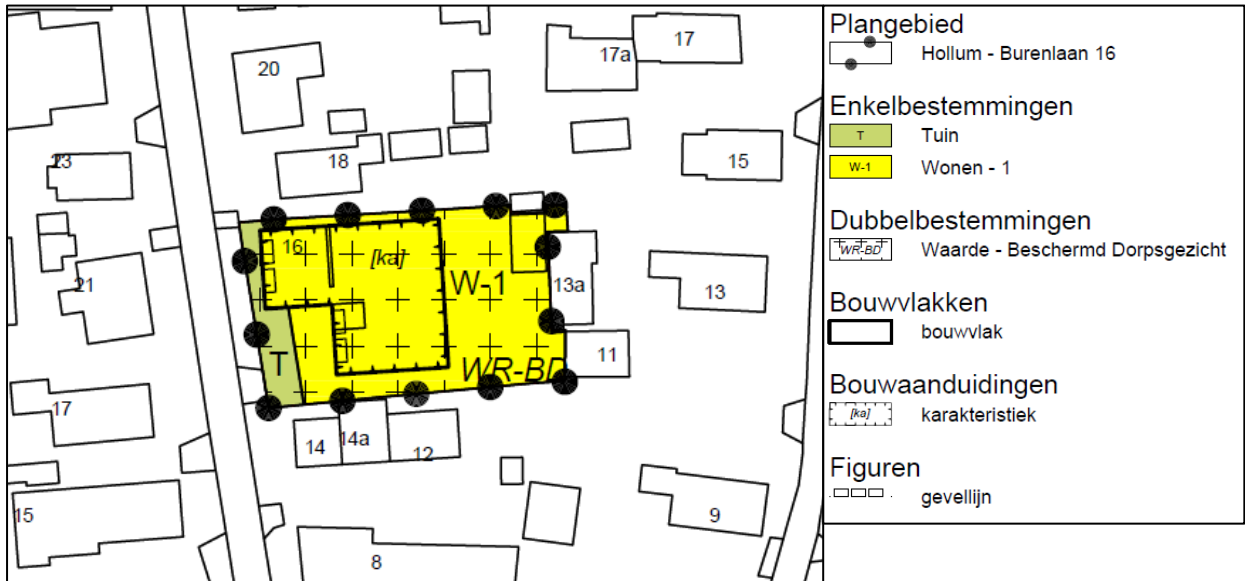 17
17a
20
18
15
23
16
[ka]
W-1
13a
13
21
11
T
WR-BD
17
14
14a
12
15
9
8
Plangebied
Hollum - Burenlaan 16
Enkelbestemmingen
T Tuin
W-1 Wonen - 1
Dubbelbestemmingen
WR-BD Waarde - Beschermd Dorpsgezicht
Bouwvlakken
bouwvlak
Bouwaanduidingen
[ka] karakteristiek
Figuren
gevellijn